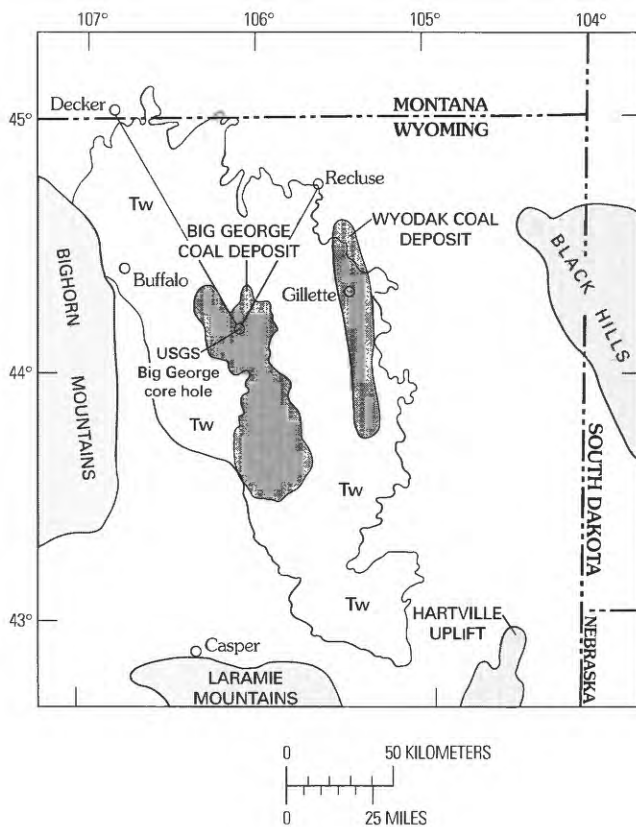 107° 106° 105° 104°
Decker
45°
MONTANA
WYOMING
Recluse
Tw
BIG GEORGE
COAL DEPOSIT
WYODAK COAL
DEPOSIT
BIGHORN
MOUNTAINS
Buffalo
Gillette
BLACK HILLS
USGS
Big George
core hole
44°
Tw
Tw
SOUTH DAKOTA
43°
Tw
HARTVILLE
UPLIFT
NEBRASKA
Casper
LARAMIE
MOUNTAINS
0 50 KILOMETERS
0 25 MILES